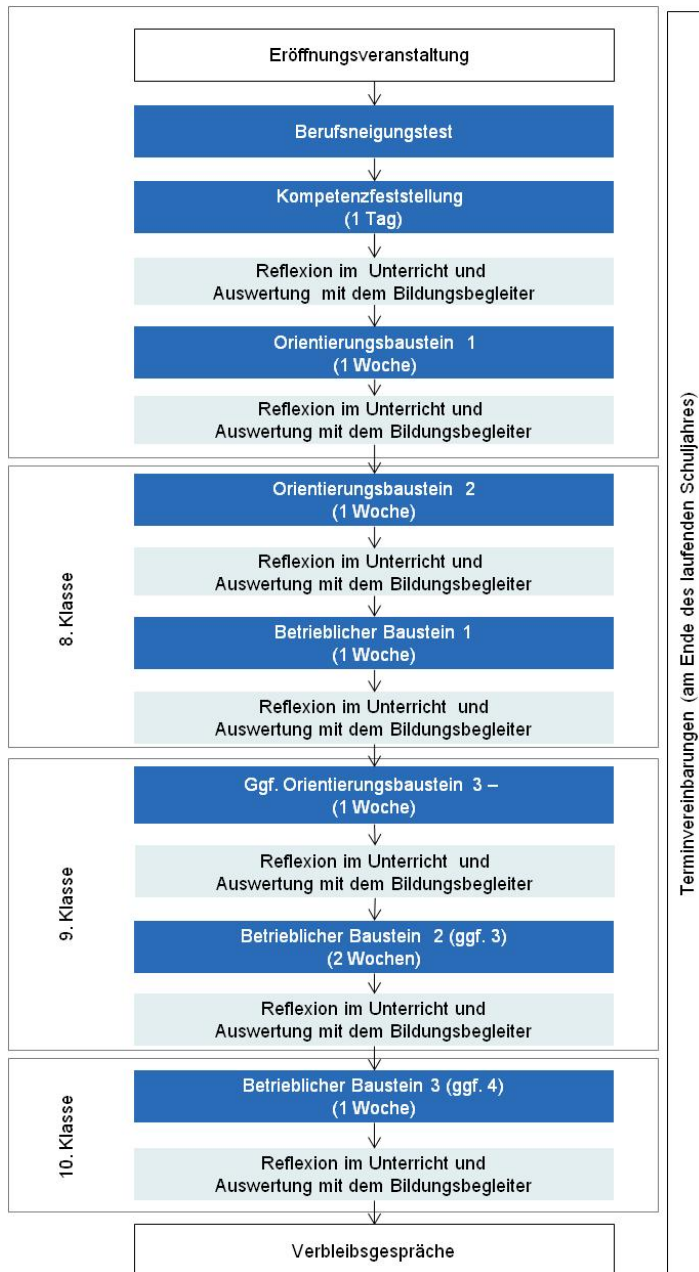 Eröffnungsveranstaltung
Berufsneigungstest
Kompetenzfeststellung
(1 Tag)
Reflexion im Unterricht und
Auswertung mit dem Bildungsbegleiter
Orientierungsbaustein 1
(1 Woche)
Reflexion im Unterricht und
Auswertung mit dem Bildungsbegleiter
8. Klasse
Orientierungsbaustein 2
(1 Woche)
Reflexion im Unterricht und
Auswertung mit dem Bildungsbegleiter
Betrieblicher Baustein 1
(1 Woche)
Reflexion im Unterricht und
Auswertung mit dem Bildungsbegleiter
9. Klasse
Ggf. Orientierungsbaustein 3 –
(1 Woche)
Reflexion im Unterricht und
Auswertung mit dem Bildungsbegleiter
Betrieblicher Baustein 2 (ggf. 3)
(2 Wochen)
Reflexion im Unterricht und
Auswertung mit dem Bildungsbegleiter
10. Klasse
Betrieblicher Baustein 3 (ggf. 4)
(1 Woche)
Reflexion im Unterricht und
Auswertung mit dem Bildungsbegleiter
Verbleibsgespräche
Terminvereinbarungen (am Ende des laufenden Schuljahres)